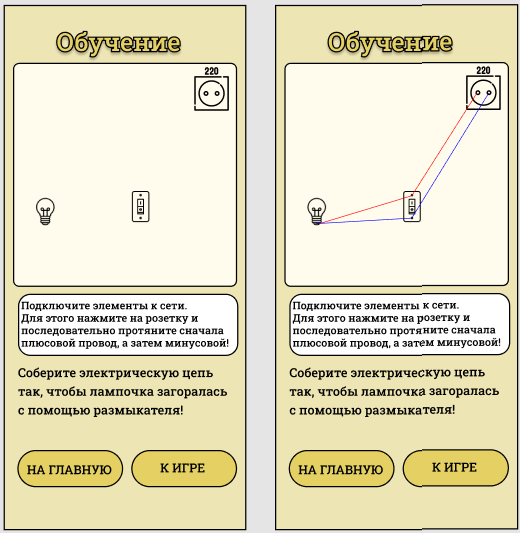 Обучение
220
Подключите элементы к сети.
Для этого нажмите на розетку и
последовательно протяните сначала
плюсовой провод, а затем минусовой!
Соберите электрическую цепь
так, чтобы лампочка загоралась
с помощью размыкателя!
НА ГЛАВНУЮ
К ИГРЕ
Обучение
220
Подключите элементы к сети.
Для этого нажмите на розетку и
последовательно протяните сначала
плюсовой провод, а затем минусовой!
Соберите электрическую цепь
так, чтобы лампочка загоралась
с помощью размыкателя!
НА ГЛАВНУЮ
К ИГРЕ